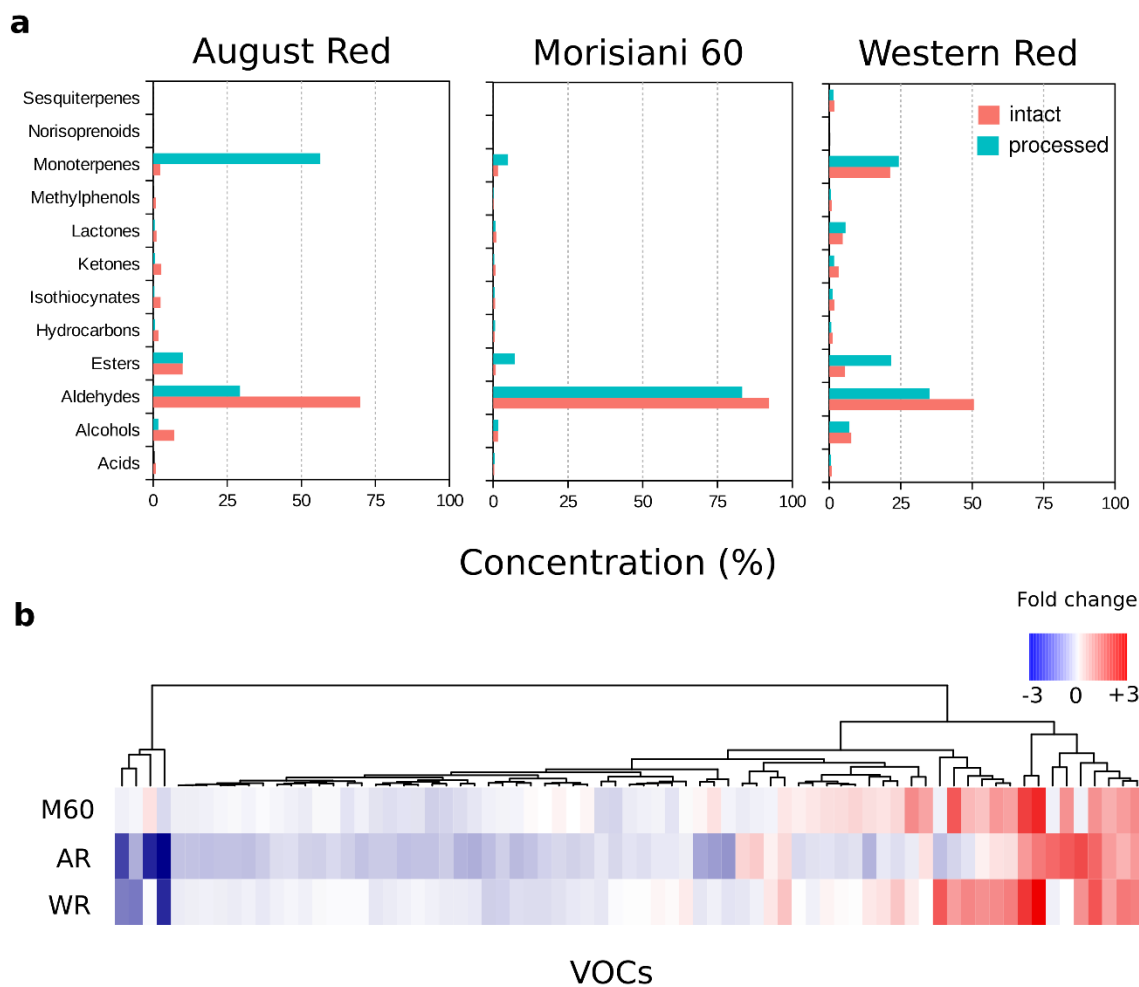 a
August Red
Morisiani 60
Western Red
Sesquiterpenes
Norisoprenoids
Monoterpenes
Methylphenols
Lactones
Ketones
Isothiocynates
Hydrocarbons
Esters
Aldehydes
Alcohols
Acids
intact
processed
0 25 50 75 100
0 25 50 75 100
0 25 50 75 100
Concentration (%)
b
Fold change
-3 0 +3
M60
AR
WR
VOCs